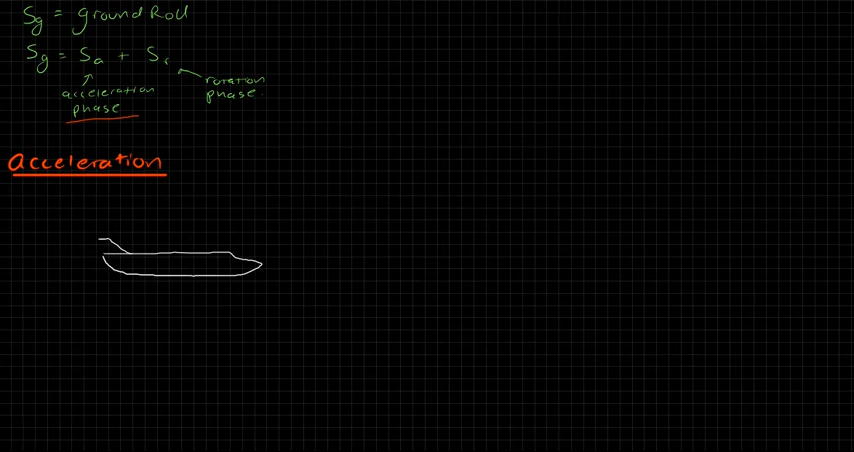 Sg = ground Roll
Sg = Sa + Sr
rotation
acceleration phase.
phase
acceleration